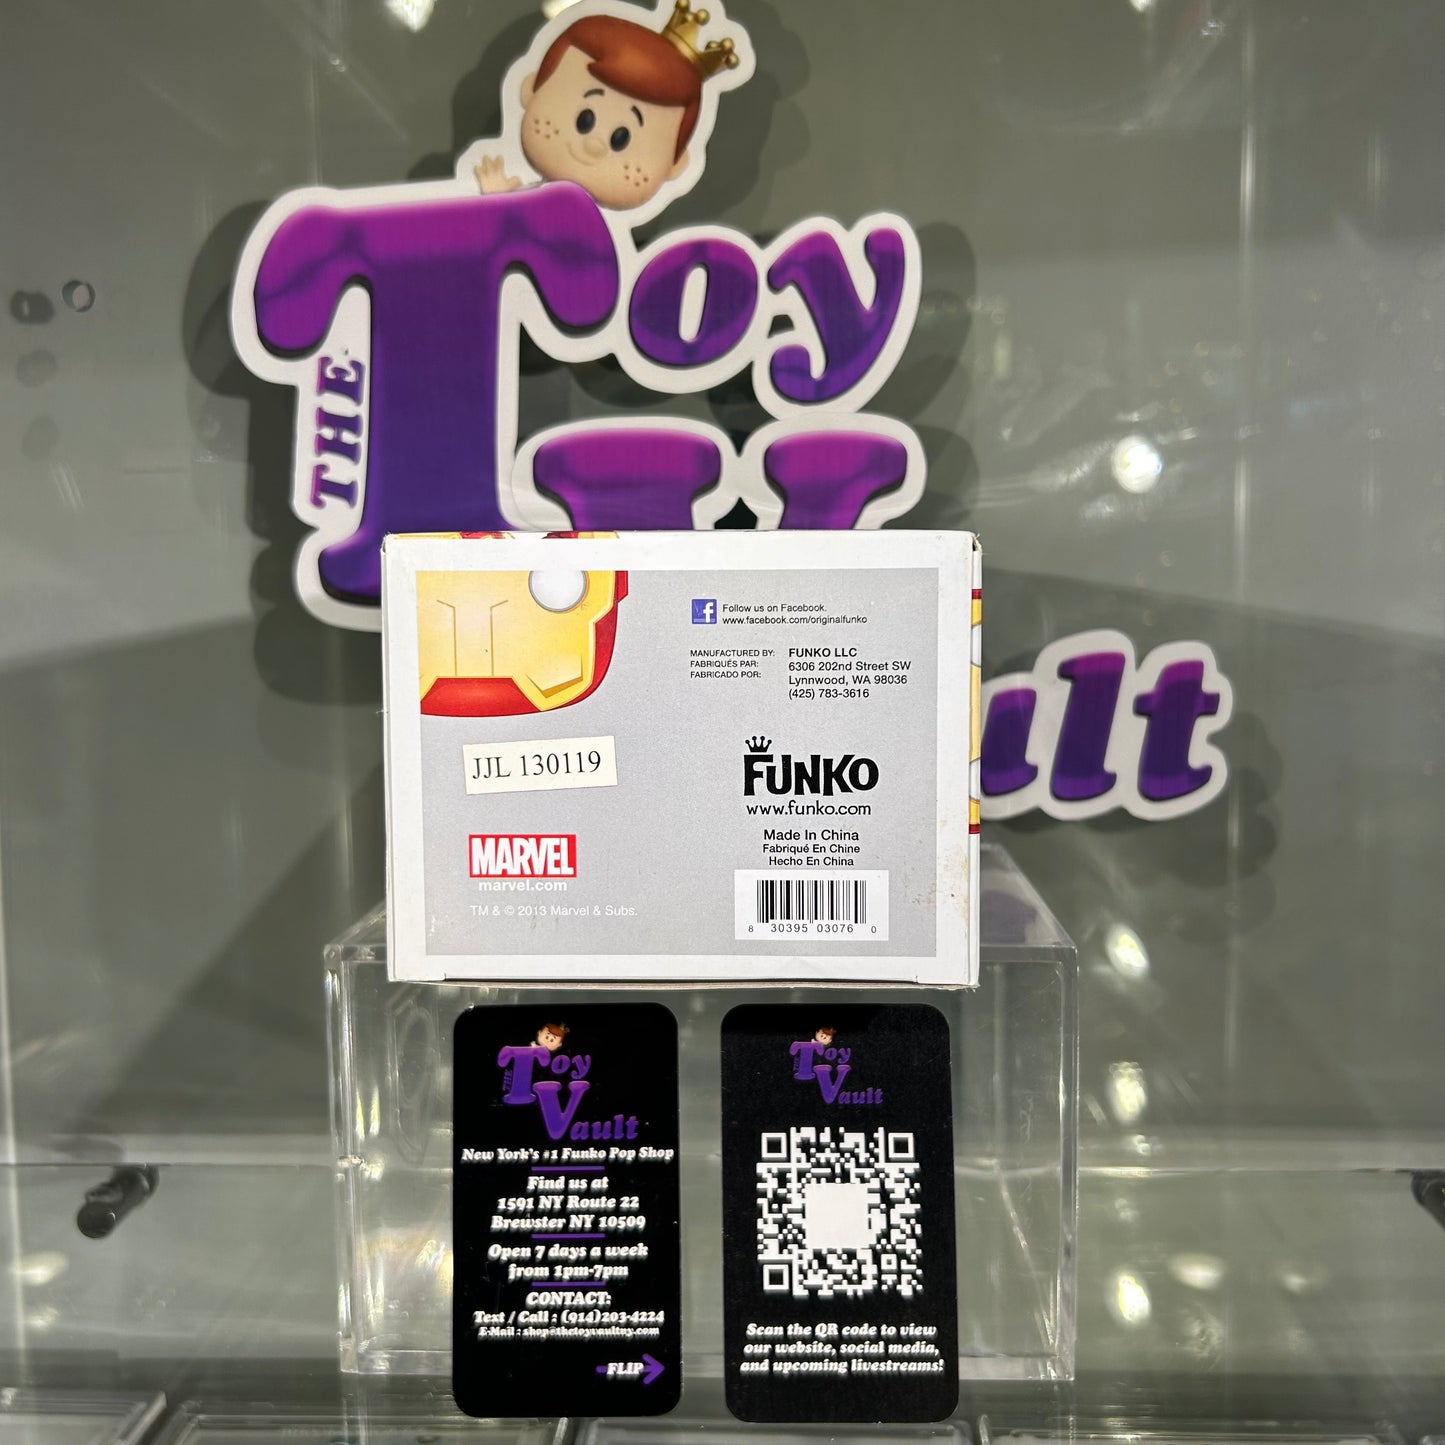 THE
Toy
Vault
Follow us on Facebook.
www.facebook.com/originalfunko
MANUFACTURED BY:
FABRIQUÉS PAR:
FABRICADO POR:
FUNKO LLC
6306 202nd Street SW
Lynnwood, WA 98036
(425) 783-3616
JJL 130119
FUNKO
www.funko.com
Made In China
Fabriqué En Chine
Hecho En China
MARVEL
marvel.com
TM & © 2013 Marvel & Subs.
8 30395 03076 0
THE
Toy
Vault
New York's #1 Funko Pop Shop
Find us at
1591 NY Route 22
Brewster NY 10509
Open 7 days a week
from 1pm-7pm
CONTACT:
Text / Call : (914)203-4224
E-Mail : shop@thetoyvaultny.com
FLIP
THE
Toy
Vault
Scan the QR code to view
our website, social media,
and upcoming livestreams!